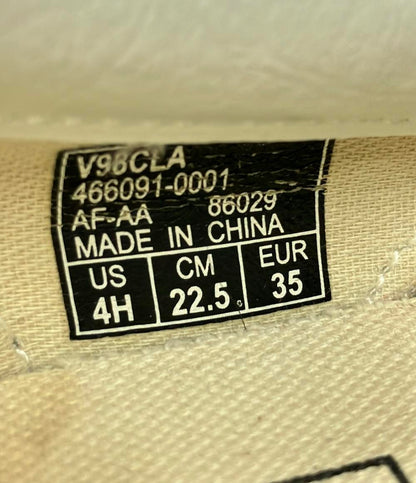 V98CLA
466091-0001
AF-AA 86029
MADE IN CHINA
US CM EUR
4H 22.5 35